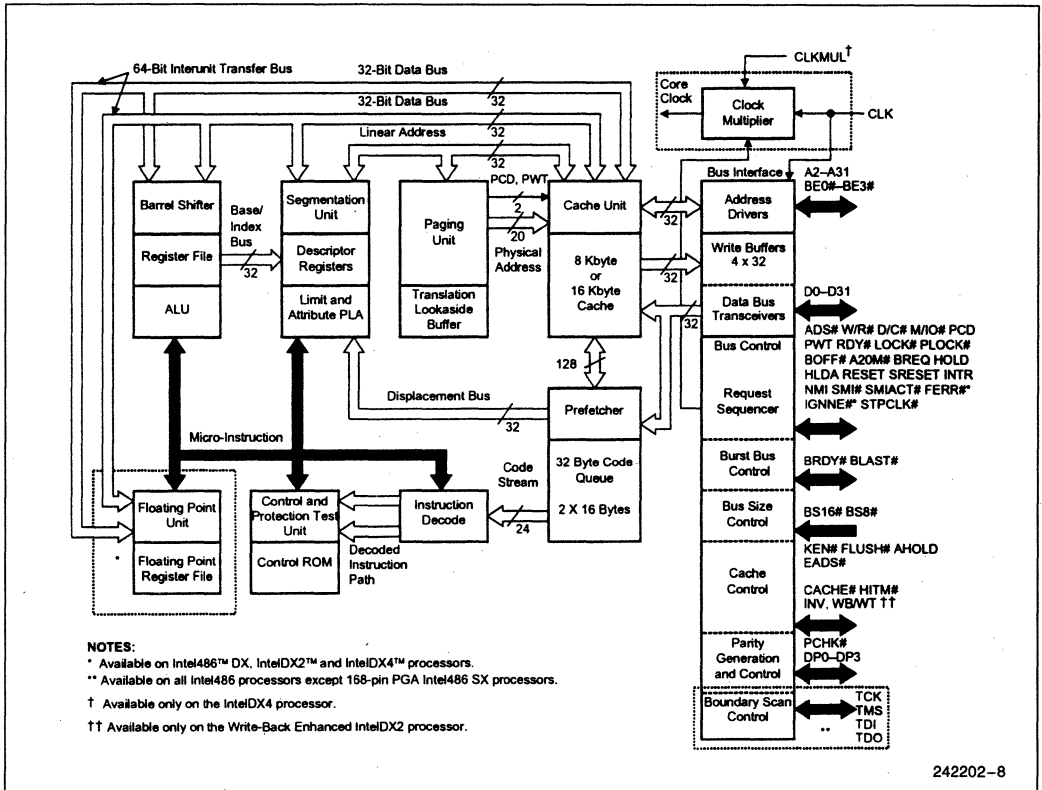 64-Bit Interunit Transfer Bus
32-Bit Data Bus
32
32-Bit Data Bus
32
Linear Address
32
PCD, PWT
2
20
Physical
Address
CLKMUL†
Core
Clock
Clock
Multiplier
CLK
Barrel Shifter
Register File
ALU
Base/
Index
Bus
32
Segmentation
Unit
Descriptor
Registers
Limit and
Attribute PLA
Paging
Unit
Translation
Lookaside
Buffer
Cache Unit
8 Kbyte
or
16 Kbyte
Cache
32
32
32
128
Displacement Bus
32
Prefetcher
32 Byte Code
Queue
2 X 16 Bytes
Code
Stream
24
Micro-Instruction
Floating Point
Unit
Floating Point
Register File
*
Control and
Protection Test
Unit
Control ROM
Decoded
Instruction
Path
Instruction
Decode
Bus Interface
Address
Drivers
A2–A31
BE0#–BE3#
Write Buffers
4 x 32
Data Bus
Transceivers
D0–D31
Bus Control
Request
Sequencer
ADS# W/R# D/C# M/IO# PCD
PWT RDY# LOCK# PLOCK#
BOFF# A20M# BREQ HOLD
HLDA RESET SRESET INTR
NMI SMI# SMIACT# FERR#*
IGNNE#* STPCLK#
Burst Bus
Control
BRDY# BLAST#
Bus Size
Control
BS16# BS8#
Cache
Control
KEN# FLUSH# AHOLD
EADS#
CACHE# HITM#
INV, WB/WT ††
Parity
Generation
and Control
PCHK#
DP0–DP3
Boundary Scan
Control
TCK
TMS
TDI
TDO
**
NOTES:
* Available on Intel486™ DX, IntelDX2™ and IntelDX4™ processors.
** Available on all Intel486 processors except 168-pin PGA Intel486 SX processors.
† Available only on the IntelDX4 processor.
†† Available only on the Write-Back Enhanced IntelDX2 processor.
242202–8